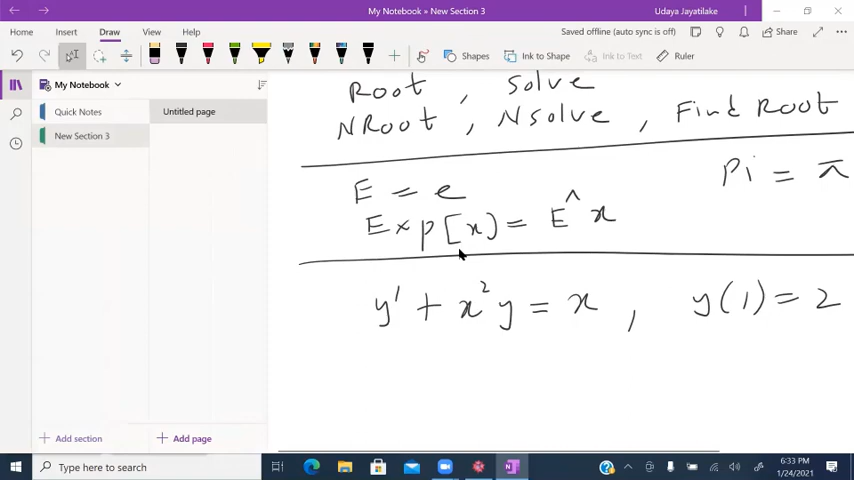 My Notebook » New Section 3
Udaya Jayatilake
Home Insert Draw View Help
Saved offline (auto sync is off)
Share
Shapes
Ink to Shape
Ink to Text
Ruler
My Notebook
Quick Notes
New Section 3
Untitled page
Root , Solve
NRoot , NSolve , Find Root
E = e
Pi = π
Exp[x) = E^x
y' + x²y = x , y(1) = 2
Add section
Add page
Type here to search
6:33 PM
1/24/2021